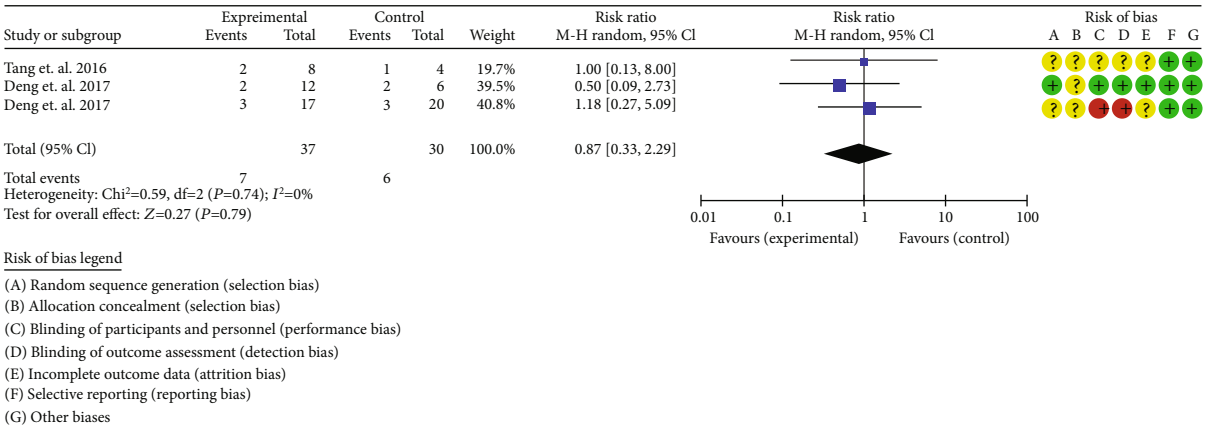 Expreimental Control Risk ratio Risk ratio Risk of bias
Study or subgroup Events Total Events Total Weight M-H random, 95% Cl M-H random, 95% Cl A B C D E F G
Tang et. al. 2016 2 8 1 4 19.7% 1.00 [0.13, 8.00] ? ? ? ? ? + +
Deng et. al. 2017 2 12 2 6 39.5% 0.50 [0.09, 2.73] + ? + + + + +
Deng et. al. 2017 3 17 3 20 40.8% 1.18 [0.27, 5.09] ? ? + + ? + +
Total (95% Cl) 37 30 100.0% 0.87 [0.33, 2.29]
Total events 7 6
Heterogeneity: Chi²=0.59, df=2 (P=0.74); I²=0%
Test for overall effect: Z=0.27 (P=0.79)
0.01 0.1 1 10 100
Favours (experimental) Favours (control)
Risk of bias legend
(A) Random sequence generation (selection bias)
(B) Allocation concealment (selection bias)
(C) Blinding of participants and personnel (performance bias)
(D) Blinding of outcome assessment (detection bias)
(E) Incomplete outcome data (attrition bias)
(F) Selective reporting (reporting bias)
(G) Other biases